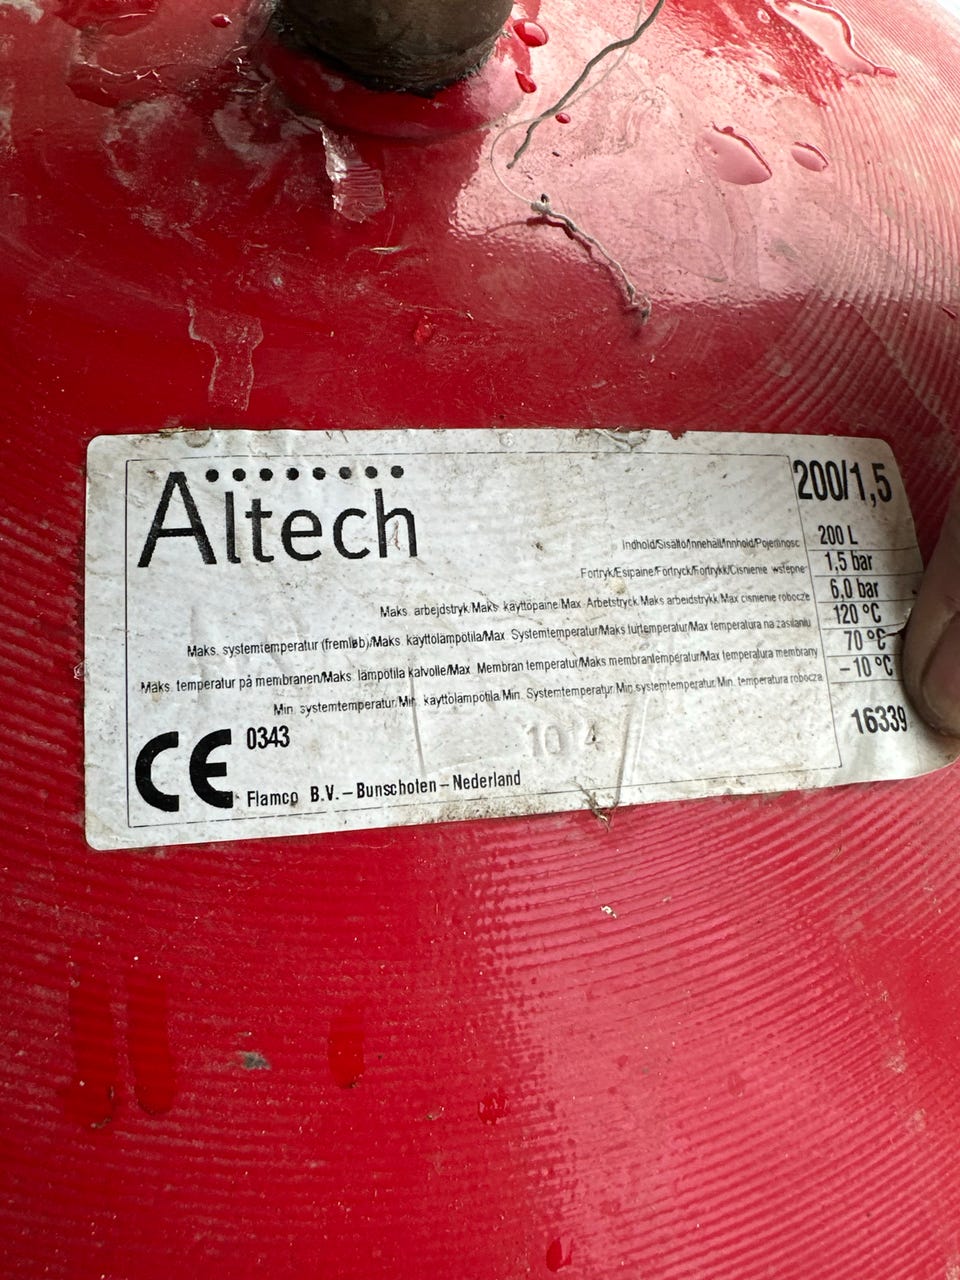 Altech
200/1,5
Indhold/Sisältö/Innehåll/Innhold/Pojemnosc 200 L
Fortryk/Esipaine/Förtryck/Fortrykk/Cisnienie wstepne 1,5 bar
Maks. arbejdstryk/Maks. käyttöpaine/Max. Arbetstryck/Maks arbeidstrykk/Max cisnienie robocze 6,0 bar
Maks. systemtemperatur (fremløb)/Maks. käyttölämpotila/Max. Systemtemperatur/Maks turtemperatur/Max temperatura na zasilaniu 120 °C
Maks. temperatur på membranen/Maks. lämpotila kalvolle/Max. Membran temperatur/Maks membrantemperatur/Max temperatura membrany 70 °C
Min. systemtemperatur/Min. käyttölämpotila/Min. Systemtemperatur/Min systemtemperatur/Min. temperatura robocza –10 °C
CE 0343
16339
Flamco B.V. – Bunschoten – Nederland